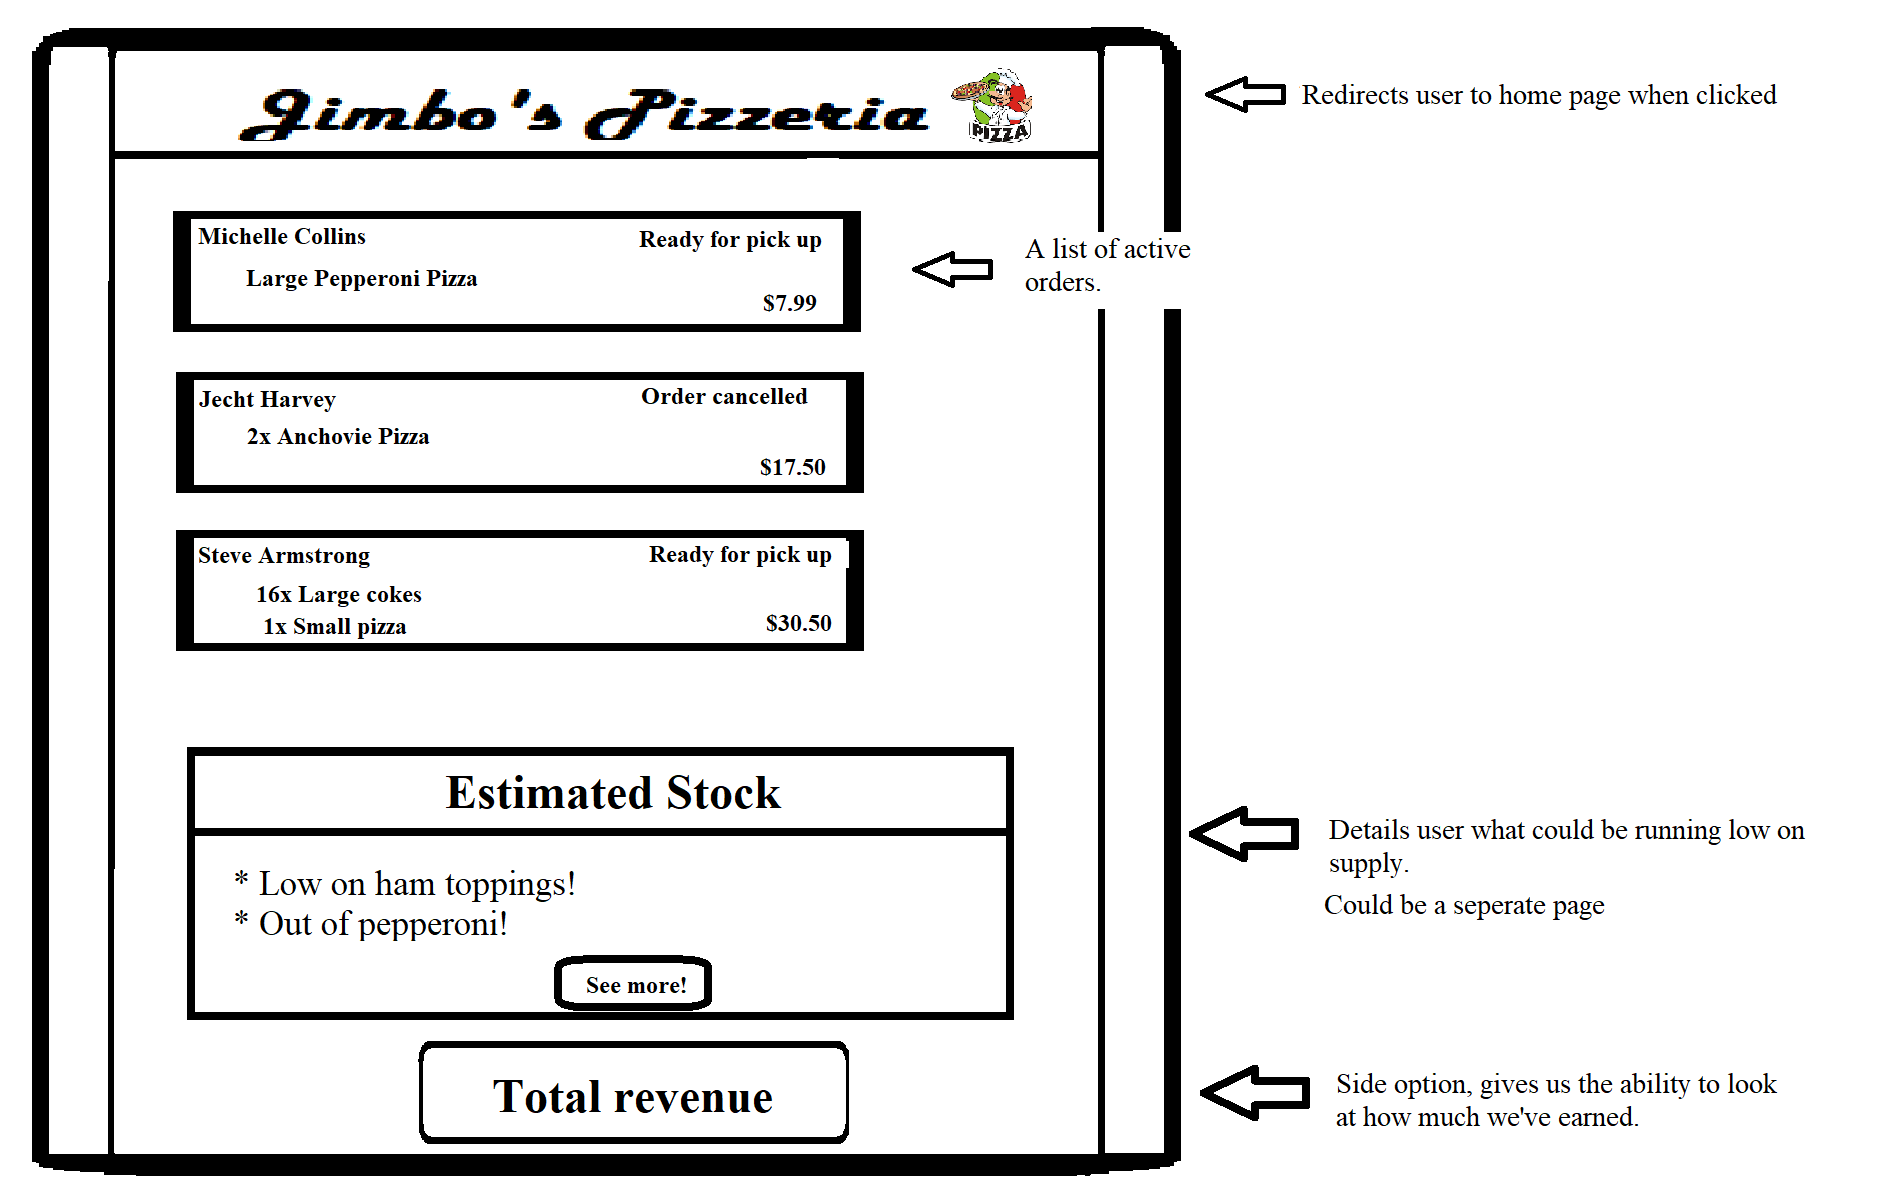 Jimbo's Pizzeria
PIZZA
Redirects user to home page when clicked
Michelle Collins
Ready for pick up
Large Pepperoni Pizza
$7.99
A list of active
orders.
Jecht Harvey
Order cancelled
2x Anchovie Pizza
$17.50
Steve Armstrong
Ready for pick up
16x Large cokes
1x Small pizza
$30.50
Estimated Stock
* Low on ham toppings!
* Out of pepperoni!
See more!
Details user what could be running low on
supply.
Could be a seperate page
Total revenue
Side option, gives us the ability to look
at how much we've earned.